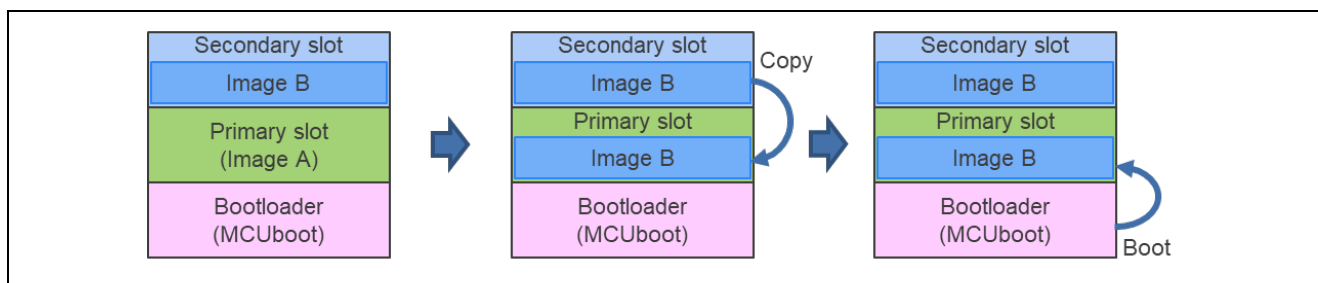 Secondary slot
Image B
Primary slot
(Image A)
Bootloader
(MCUboot)
Secondary slot
Image B
Copy
Primary slot
Image B
Bootloader
(MCUboot)
Secondary slot
Image B
Primary slot
Image B
Bootloader
(MCUboot)
Boot